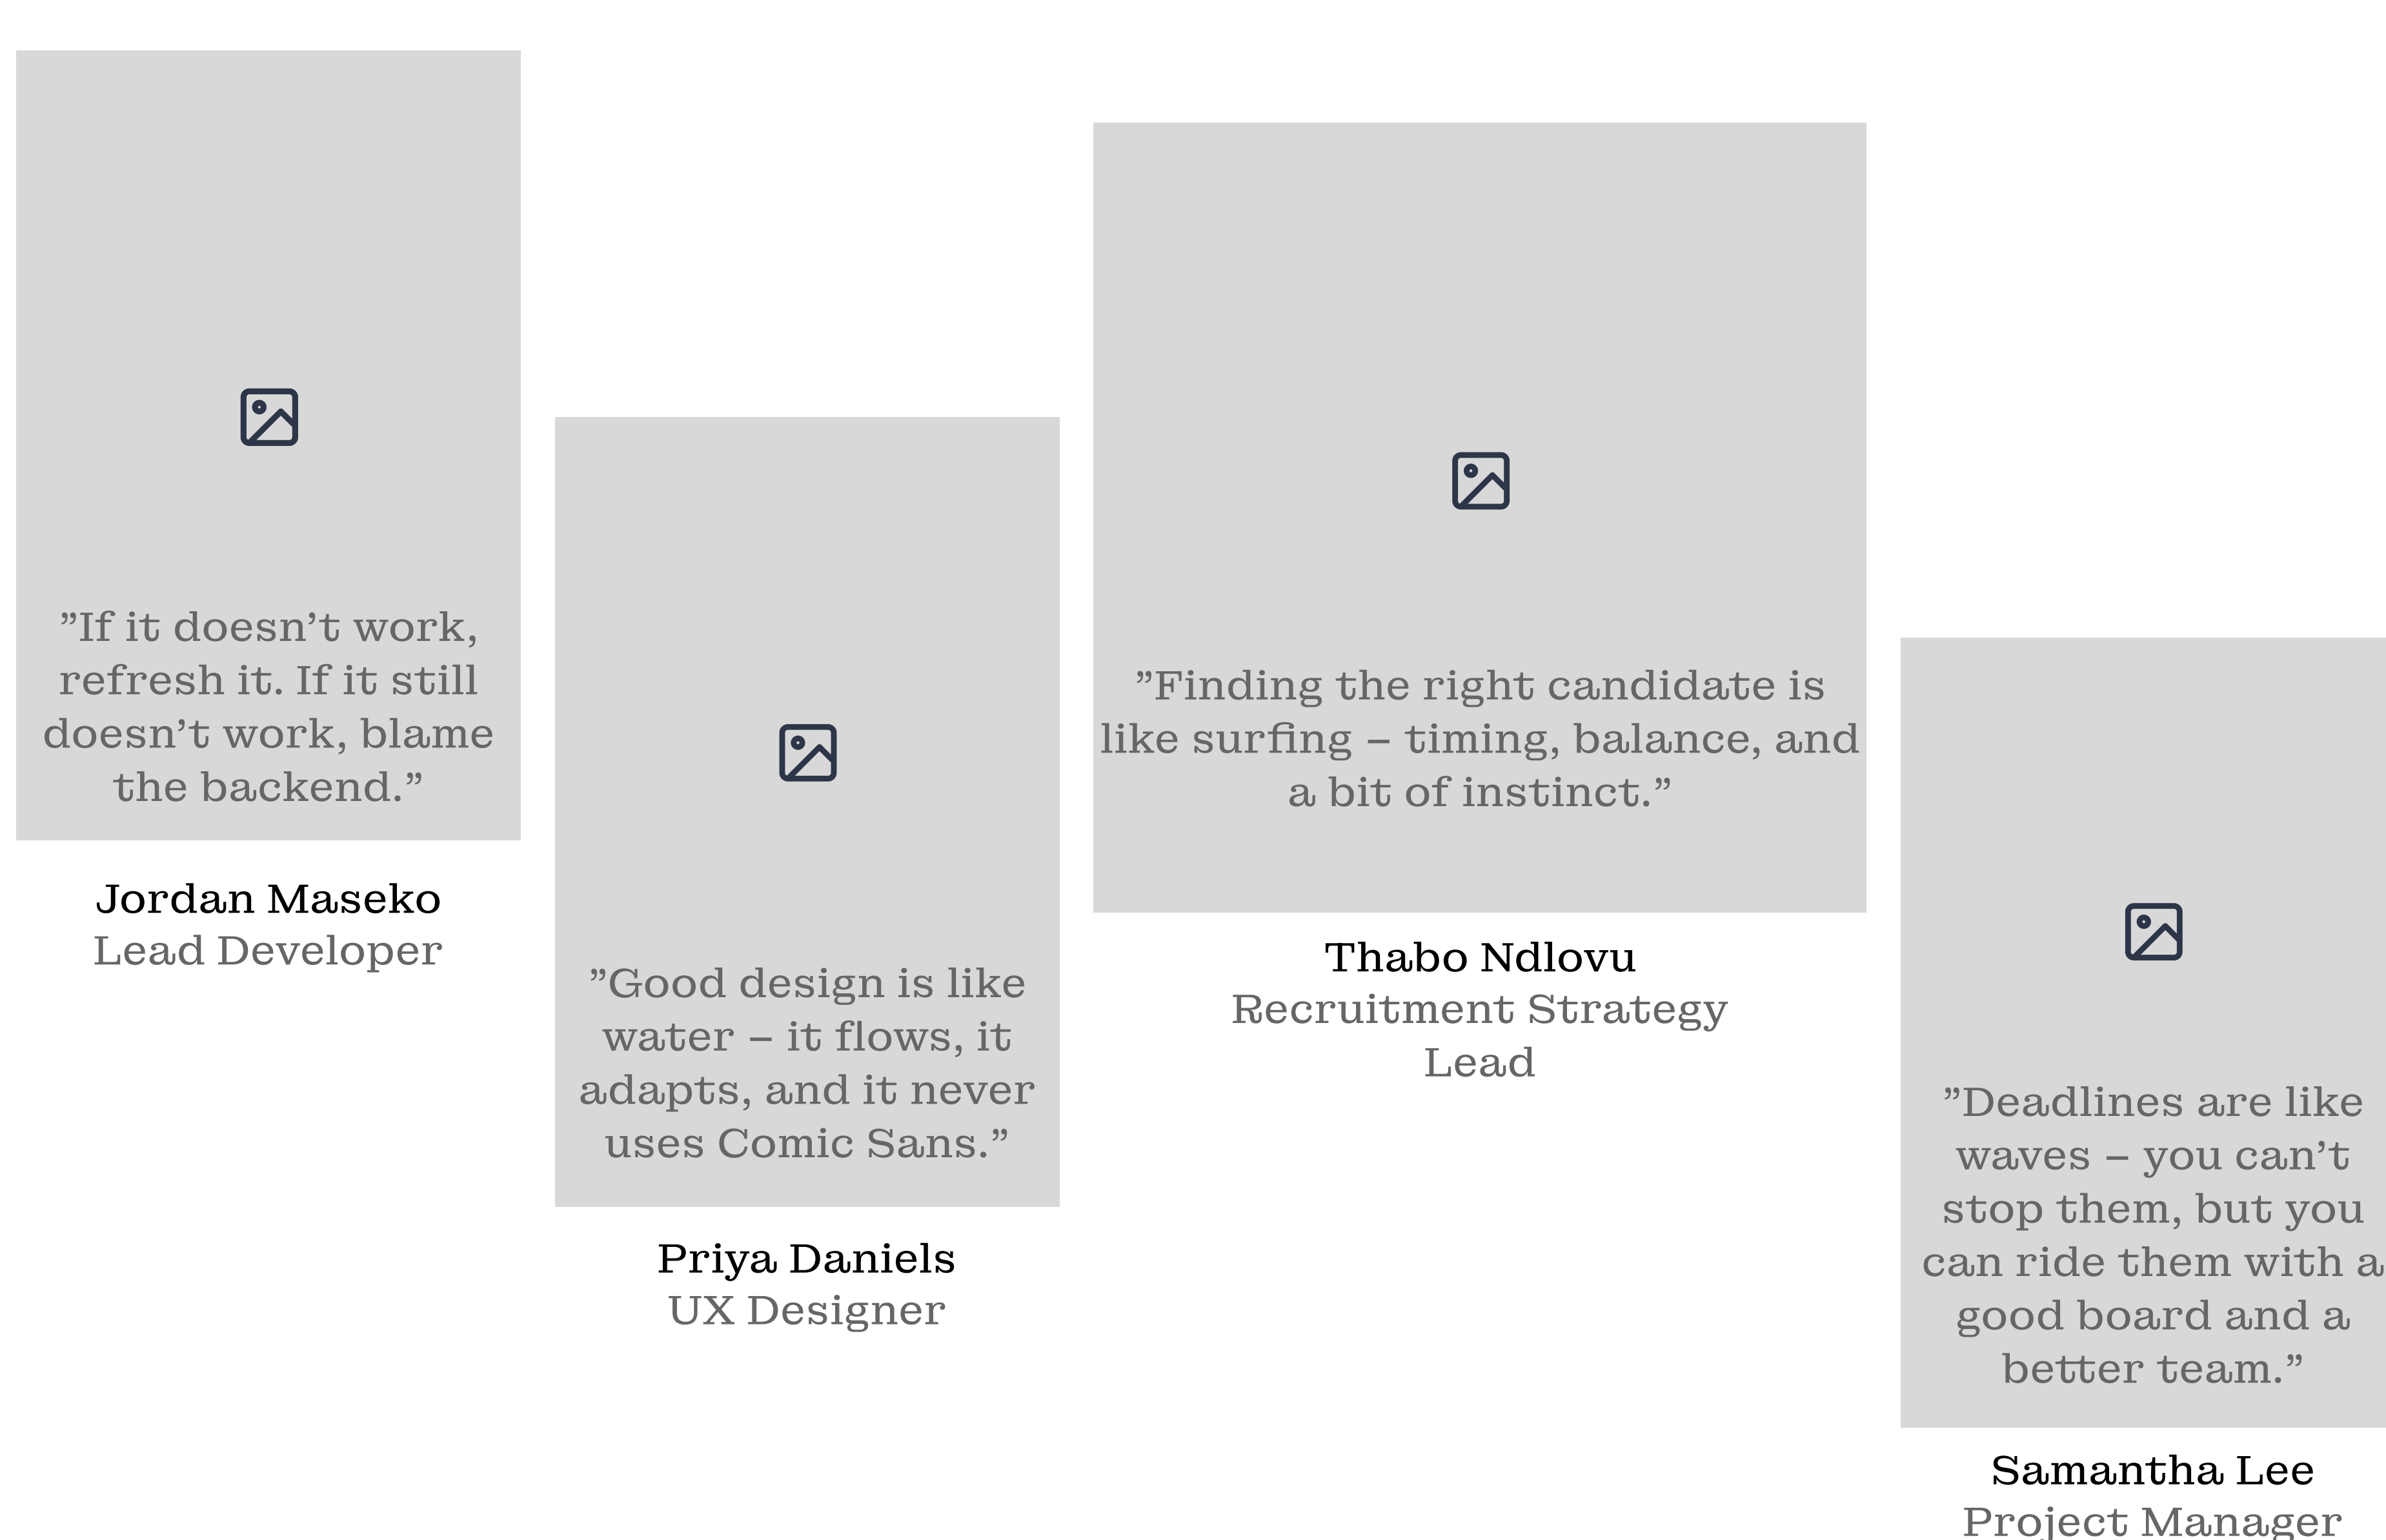 ”If it doesn’t work,
refresh it. If it still
doesn’t work, blame
the backend.”
Jordan Maseko
Lead Developer
”Good design is like
water – it flows, it
adapts, and it never
uses Comic Sans.”
Priya Daniels
UX Designer
”Finding the right candidate is
like surfing – timing, balance, and
a bit of instinct.”
Thabo Ndlovu
Recruitment Strategy
Lead
”Deadlines are like
waves – you can’t
stop them, but you
can ride them with a
good board and a
better team.”
Samantha Lee
Project Manager